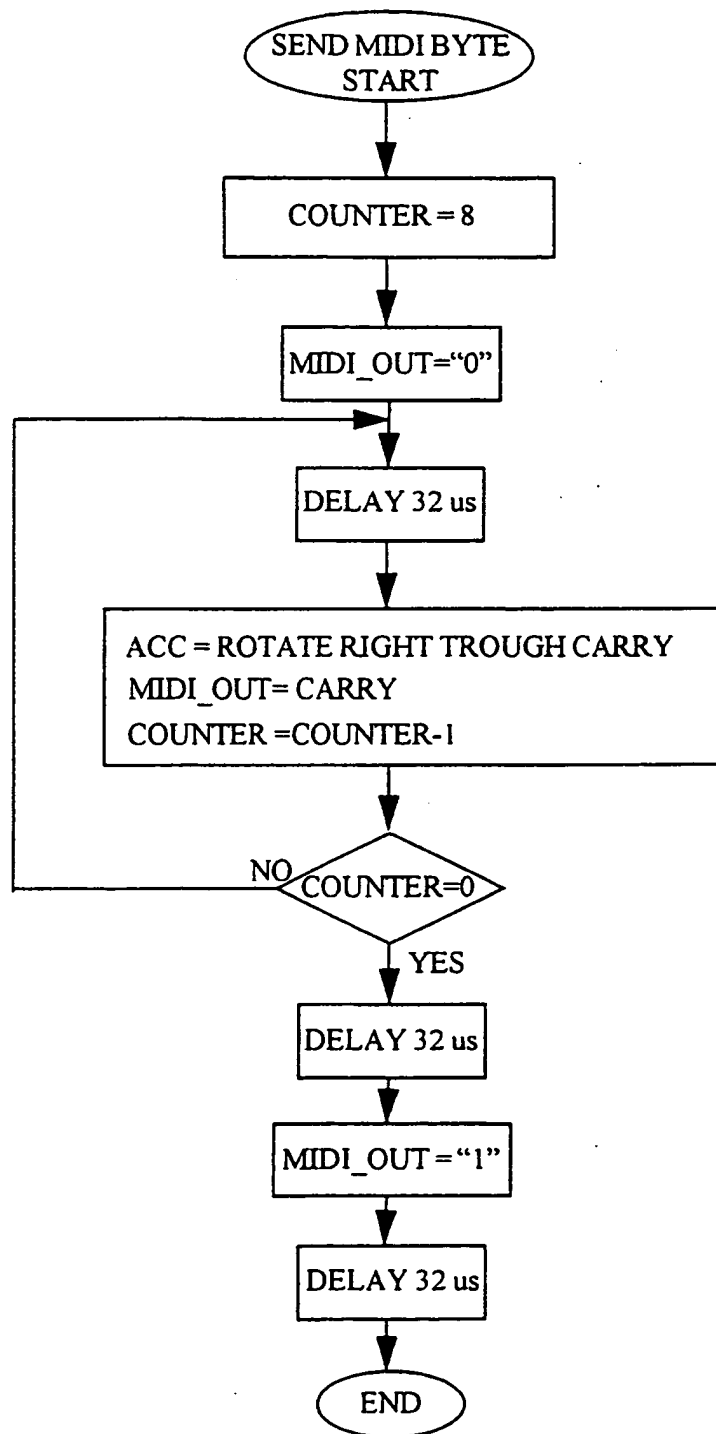 SEND MIDI BYTE
START
COUNTER = 8
MIDI_OUT="0"
DELAY 32 us
ACC = ROTATE RIGHT TROUGH CARRY
MIDI_OUT= CARRY
COUNTER =COUNTER-1
NO
COUNTER=0
YES
DELAY 32 us
MIDI_OUT = "1"
DELAY 32 us
END